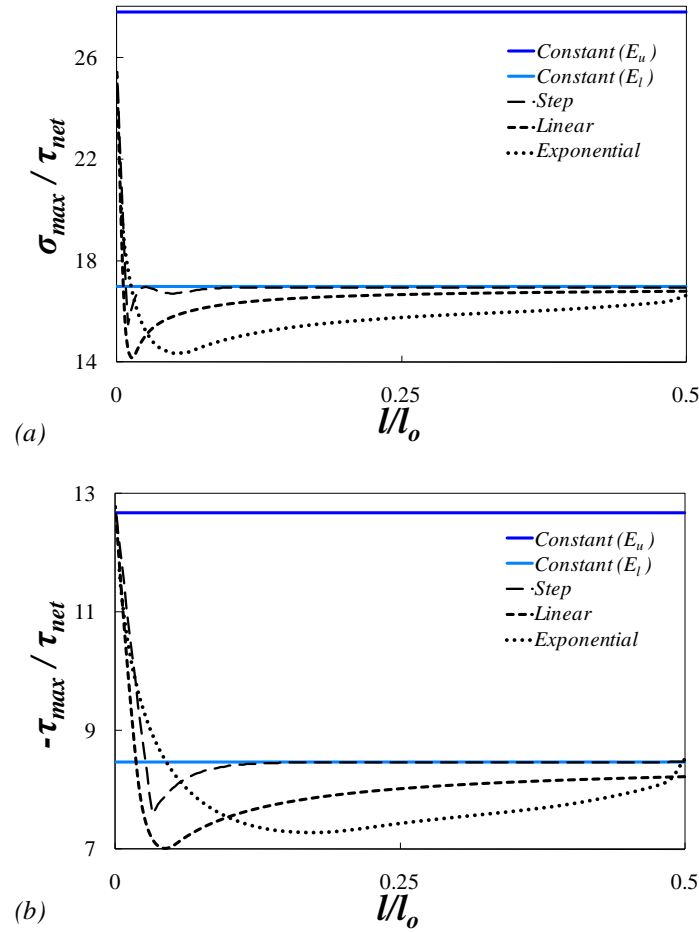 26
22
18
14
σmax / τnet
Constant (Eu)
Constant (El)
Step
Linear
Exponential
0
0.25
0.5
l/lo
(a)
13
11
9
7
-τmax / τnet
Constant (Eu)
Constant (El)
Step
Linear
Exponential
0
0.25
0.5
l/lo
(b)